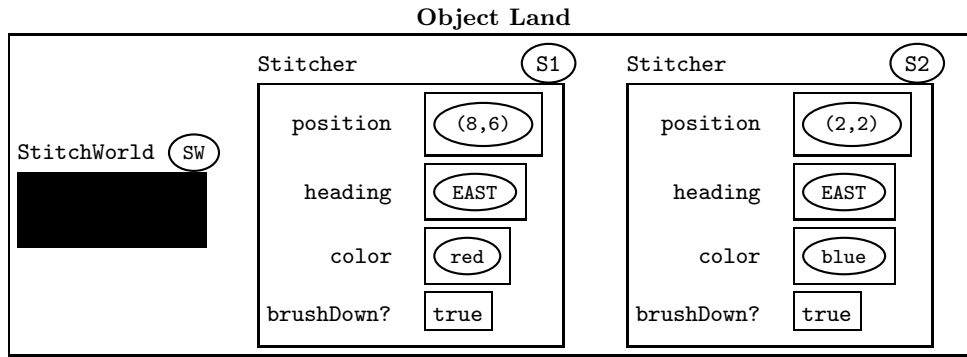 Object Land
StitchWorld SW
Stitcher S1
position (8,6)
heading EAST
color red
brushDown? true
Stitcher S2
position (2,2)
heading EAST
color blue
brushDown? true